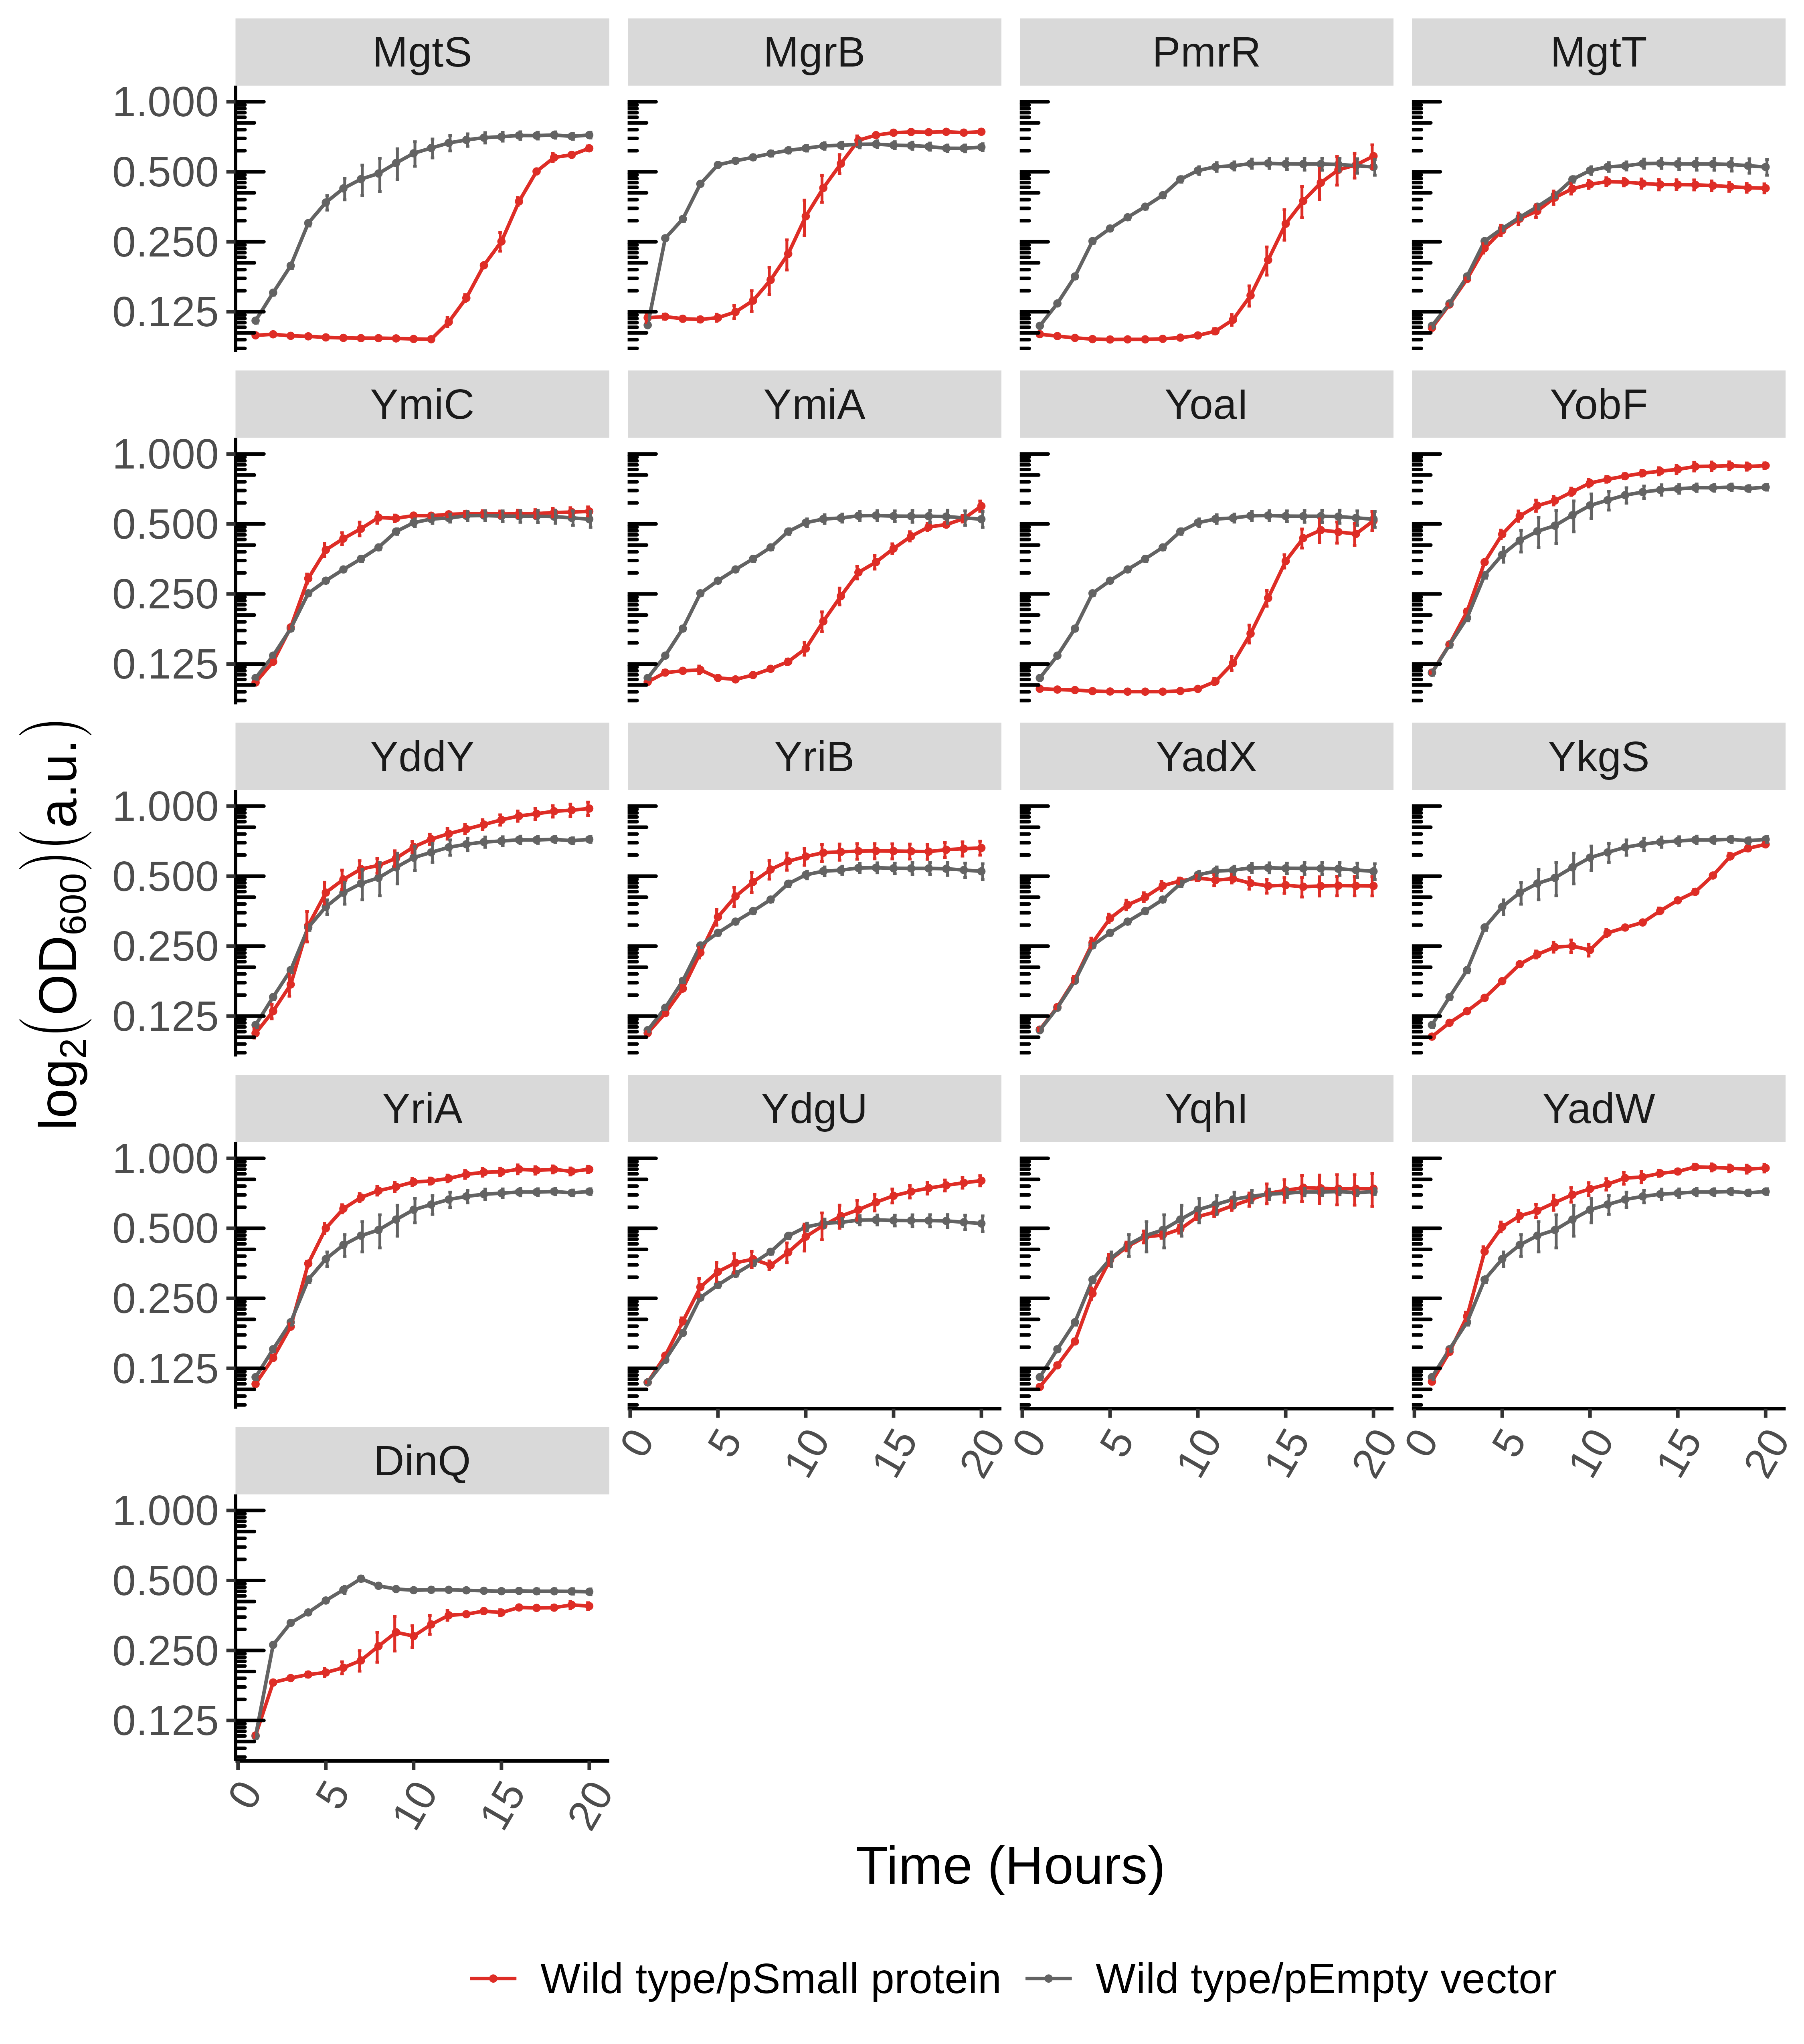 MgtS MgrB PmrR MgtT
1.000
0.500
0.250
0.125
YmiC YmiA YoaI YobF
1.000
0.500
0.250
0.125
log2(OD600)(a.u.)
YddY YriB YadX YkgS
1.000
0.500
0.250
0.125
YriA YdgU YqhI YadW
1.000
0.500
0.250
0.125
0 5 10 15 20 0 5 10 15 20 0 5 10 15 20
DinQ
1.000
0.500
0.250
0.125
0 5 10 15 20
Time (Hours)
Wild type/pSmall protein Wild type/pEmpty vector